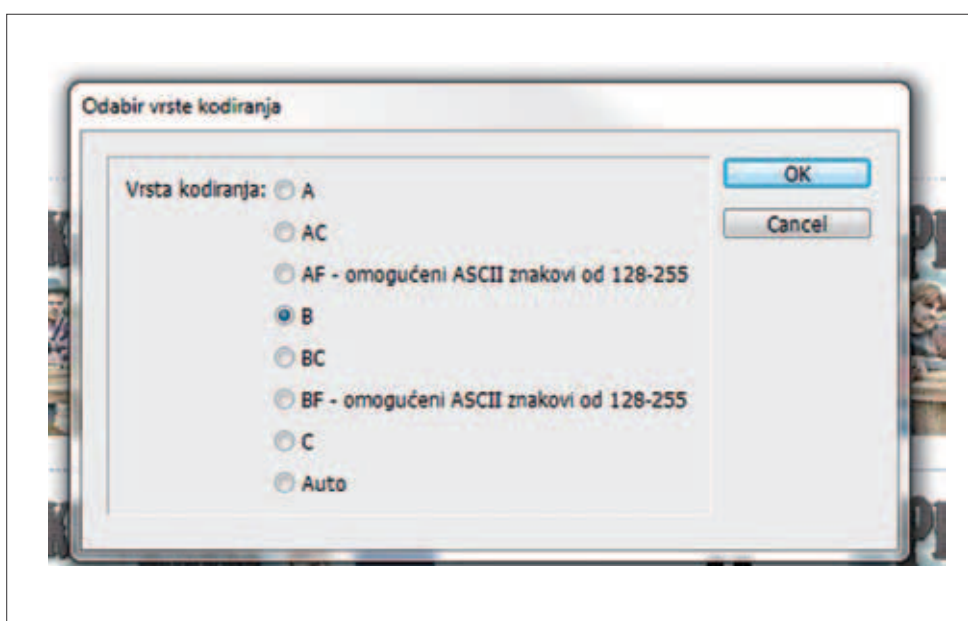 Odabir vrste kodiranja
Vrsta kodiranja: A
AC
AF - omogućeni ASCII znakovi od 128-255
B
BC
BF - omogućeni ASCII znakovi od 128-255
C
Auto
OK
Cancel